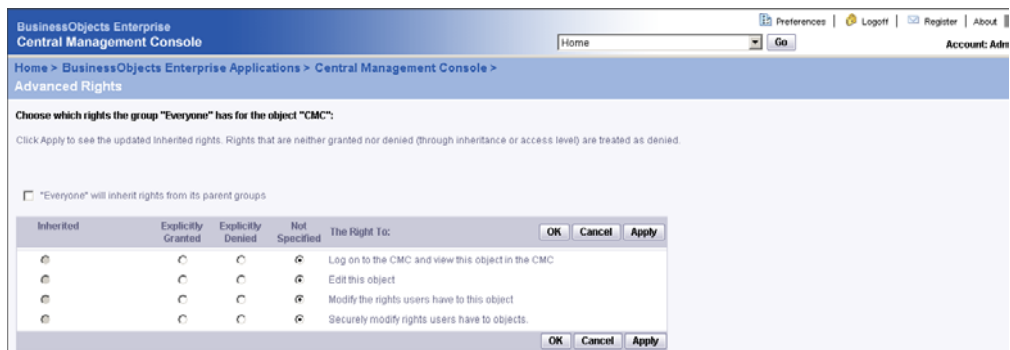 BusinessObjects Enterprise
Central Management Console
Preferences | Logoff | Register | About
Home Go Account: Adm
Home > BusinessObjects Enterprise Applications > Central Management Console >
Advanced Rights
Choose which rights the group "Everyone" has for the object "CMC":
Click Apply to see the updated Inherited rights. Rights that are neither granted nor denied (through inheritance or access level) are treated as denied.
"Everyone" will inherit rights from its parent groups
Inherited Explicitly Granted Explicitly Denied Not Specified The Right To: OK Cancel Apply
Log on to the CMC and view this object in the CMC
Edit this object
Modify the rights users have to this object
Securely modify rights users have to objects.
OK Cancel Apply